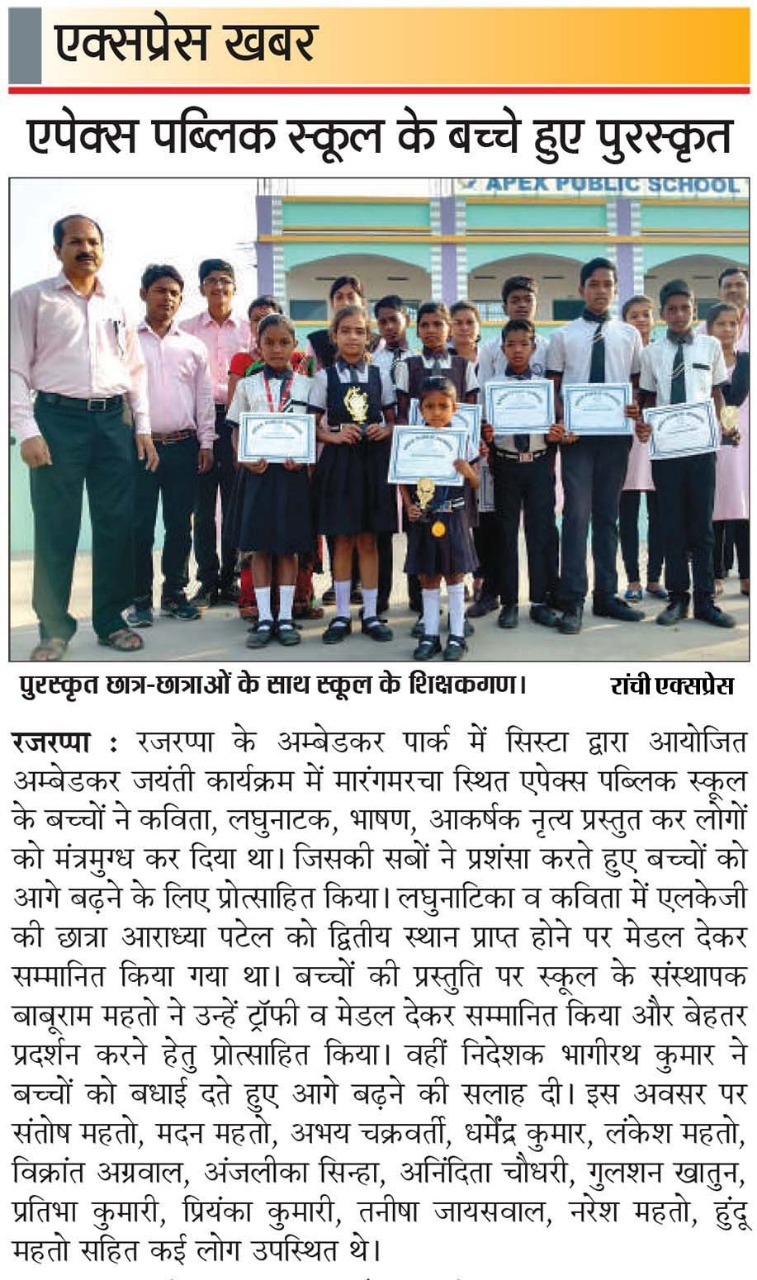 एक्सप्रेस खबर
एपेक्स पब्लिक स्कूल के बच्चे हुए पुरस्कृत
APEX PUBLIC SCHOOL
पुरस्कृत छात्र-छात्राओं के साथ स्कूल के शिक्षकगण। रांची एक्सप्रेस
रजरप्पा : रजरप्पा के अम्बेडकर पार्क में सिस्टा द्वारा आयोजित
अम्बेडकर जयंती कार्यक्रम में मारंगमरचा स्थित एपेक्स पब्लिक स्कूल
के बच्चों ने कविता, लघुनाटक, भाषण, आकर्षक नृत्य प्रस्तुत कर लोगों
को मंत्रमुग्ध कर दिया था। जिसकी सबों ने प्रशंसा करते हुए बच्चों को
आगे बढ़ने के लिए प्रोत्साहित किया। लघुनाटिका व कविता में एलकेजी
की छात्रा आराध्या पटेल को द्वितीय स्थान प्राप्त होने पर मेडल देकर
सम्मानित किया गया था। बच्चों की प्रस्तुति पर स्कूल के संस्थापक
बाबूराम महतो ने उन्हें ट्रॉफी व मेडल देकर सम्मानित किया और बेहतर
प्रदर्शन करने हेतु प्रोत्साहित किया। वहीं निदेशक भागीरथ कुमार ने
बच्चों को बधाई दते हुए आगे बढ़ने की सलाह दी। इस अवसर पर
संतोष महतो, मदन महतो, अभय चक्रवर्ती, धर्मेंद्र कुमार, लंकेश महतो,
विक्रांत अग्रवाल, अंजलीका सिन्हा, अनिंदिता चौधरी, गुलशन खातुन,
प्रतिभा कुमारी, प्रियंका कुमारी, तनीषा जायसवाल, नरेश महतो, हुंदू
महतो सहित कई लोग उपस्थित थे।